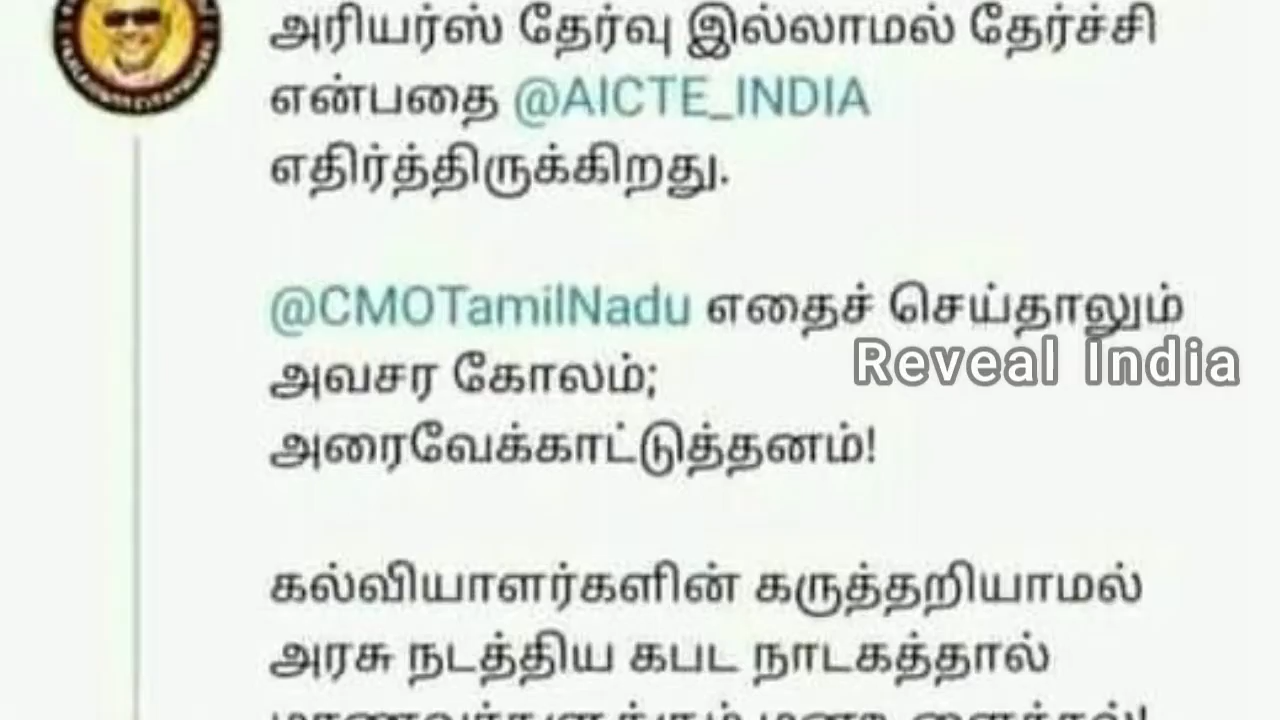 அரியர்ஸ் தேர்வு இல்லாமல் தேர்ச்சி
என்பதை @AICTE_INDIA
எதிர்த்திருக்கிறது.
@CMOTamilNadu எதைச் செய்தாலும்
Reveal India
அவசர கோலம்;
அரைவேக்காட்டுத்தனம்!
கல்வியாளர்களின் கருத்தறியாமல்
அரசு நடத்திய கபட நாடகத்தால்